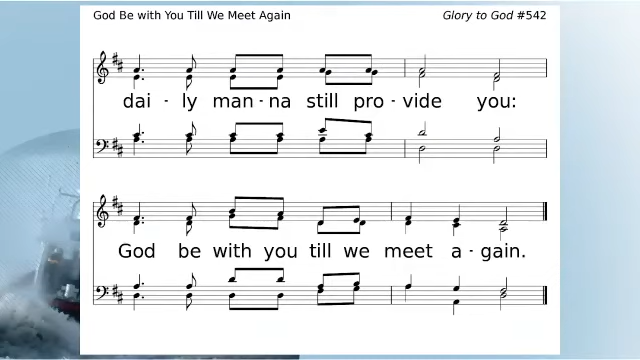 God Be with You Till We Meet Again
Glory to God #542
dai - ly man - na still pro - vide you:
God be with you till we meet a - gain.